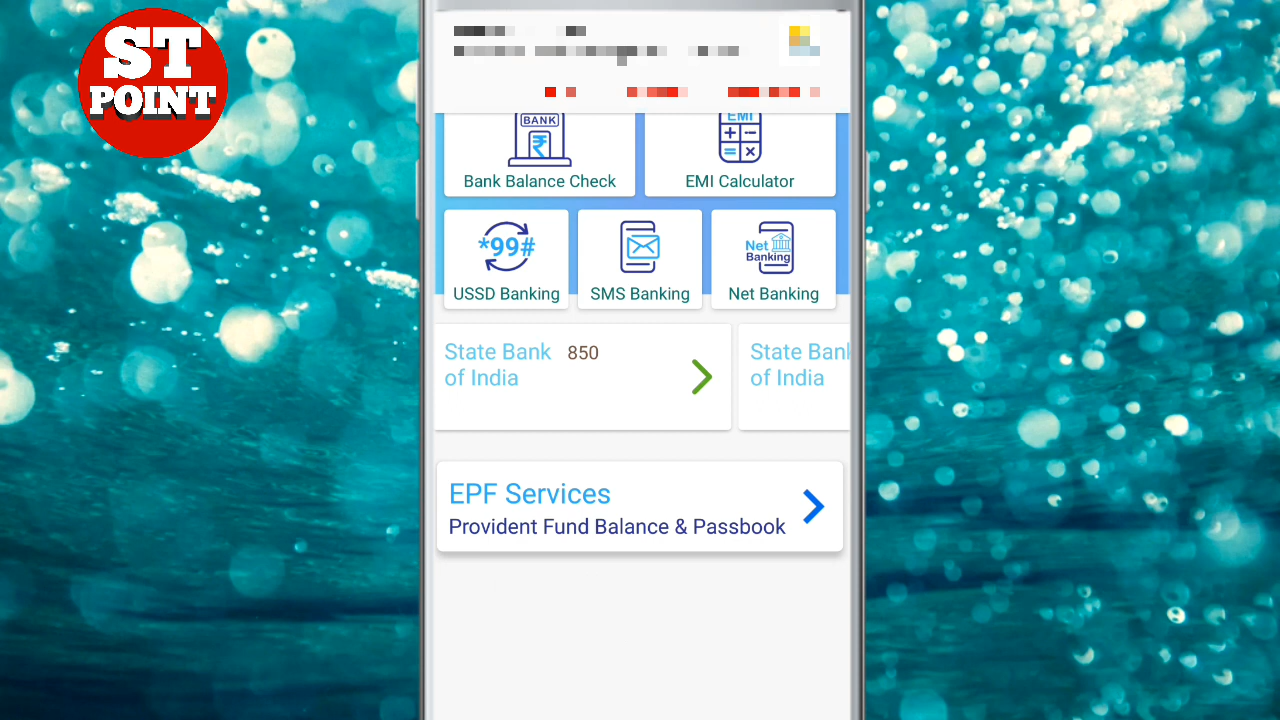 ST
POINT
BANK
EMI
Bank Balance Check
EMI Calculator
*99#
Net
Banking
USSD Banking
SMS Banking
Net Banking
State Bank 850
of India
State Bank
of India
EPF Services
Provident Fund Balance & Passbook